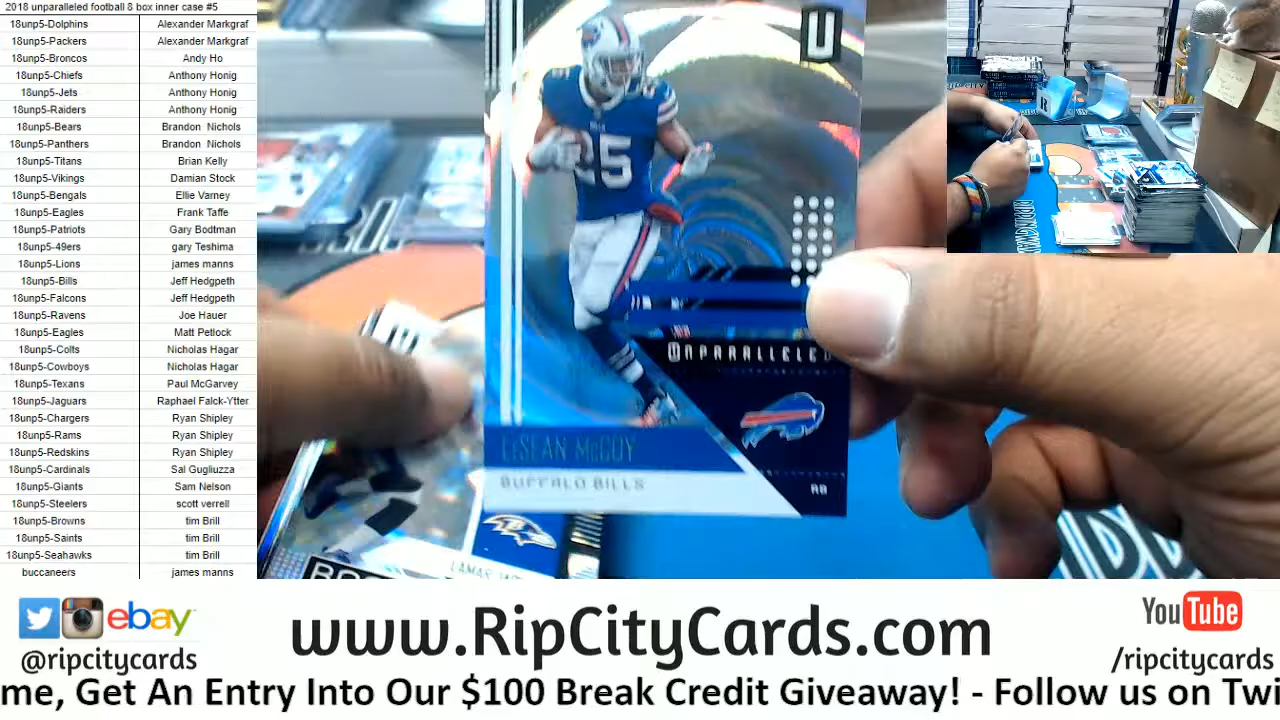 2018 unparalleled football 8 box inner case #5
18unp5-Dolphins Alexander Markgraf
18unp5-Packers Alexander Markgraf
18unp5-Broncos Andy Ho
18unp5-Chiefs Anthony Honig
18unp5-Jets Anthony Honig
18unp5-Raiders Anthony Honig
18unp5-Bears Brandon Nichols
18unp5-Panthers Brandon Nichols
18unp5-Titans Brian Kelly
18unp5-Vikings Damian Stock
18unp5-Bengals Ellie Varney
18unp5-Eagles Frank Taffe
18unp5-Patriots Gary Bodtman
18unp5-49ers gary Teshima
18unp5-Lions james manns
18unp5-Bills Jeff Hedgpeth
18unp5-Falcons Jeff Hedgpeth
18unp5-Ravens Joe Hauer
18unp5-Eagles Matt Petlock
18unp5-Colts Nicholas Hagar
18unp5-Cowboys Nicholas Hagar
18unp5-Texans Paul McGarvey
18unp5-Jaguars Raphael Falck-Ytter
18unp5-Chargers Ryan Shipley
18unp5-Rams Ryan Shipley
18unp5-Redskins Ryan Shipley
18unp5-Cardinals Sal Gugliuzza
18unp5-Giants Sam Nelson
18unp5-Steelers scott verrell
18unp5-Browns tim Brill
18unp5-Saints tim Brill
18unp5-Seahawks tim Brill
buccaneers james manns
U
25
UNPARALLELED
LeSEAN McCOY
BUFFALO BILLS
RB
LAMAR
ebay
@ripcitycards
www.RipCityCards.com
YouTube
/ripcitycards
me, Get An Entry Into Our $100 Break Credit Giveaway! - Follow us on Twi